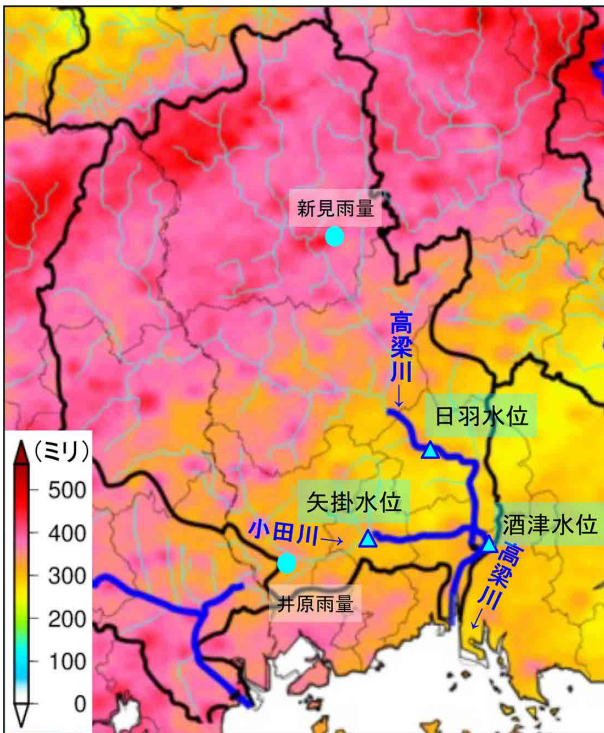 新見雨量
高梁川
↓
日羽水位
(ミリ)
500
400
300
200
100
0
矢掛水位
酒津水位
小田川→
高梁川
↓
井原雨量